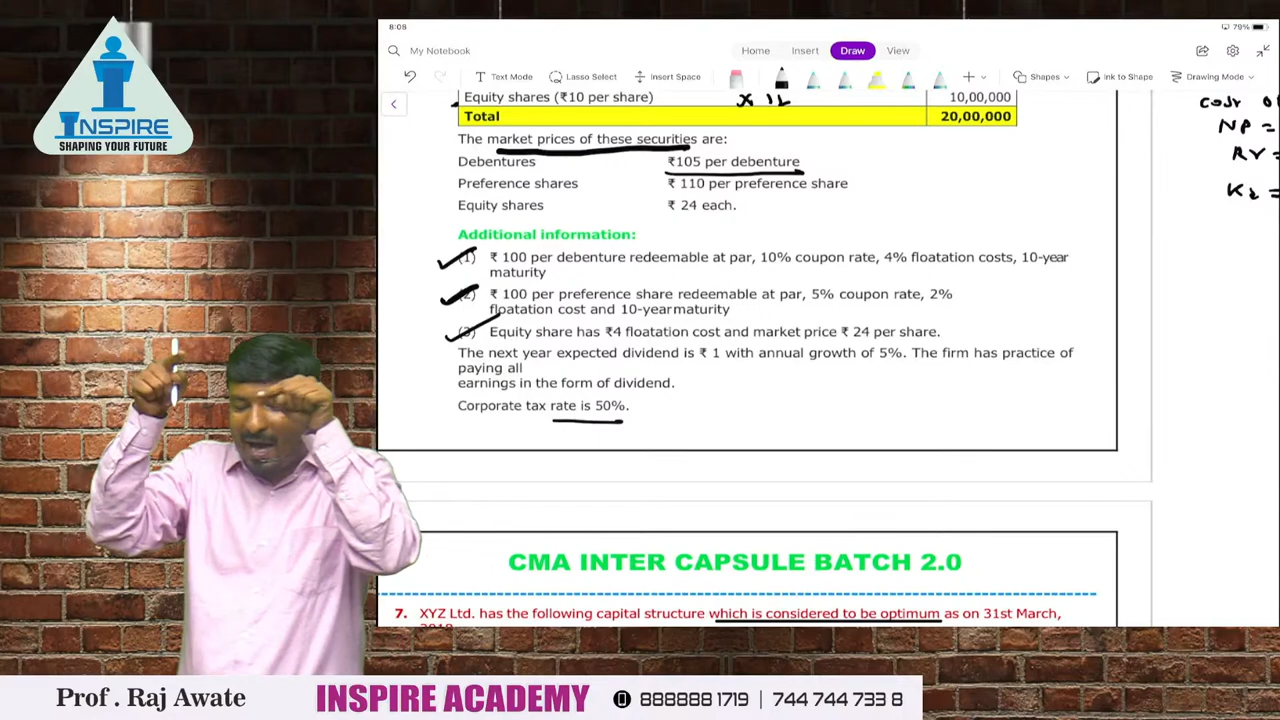 8:08
79%
My Notebook
Home Insert Draw View
INSPIRE
SHAPING YOUR FUTURE
Text Mode Lasso Select Insert Space Shapes Ink to Shape Drawing Mode
Equity shares (₹10 per share) 10,00,000
Total 20,00,000
The market prices of these securities are:
Debentures ₹105 per debenture
Preference shares ₹ 110 per preference share
Equity shares ₹ 24 each.
NP =
RV =
Additional information:
(1) ₹ 100 per debenture redeemable at par, 10% coupon rate, 4% floatation costs, 10-year
maturity
(2) ₹ 100 per preference share redeemable at par, 5% coupon rate, 2%
floatation cost and 10-yearmaturity
(3) Equity share has ₹4 floatation cost and market price ₹ 24 per share.
The next year expected dividend is ₹ 1 with annual growth of 5%. The firm has practice of
paying all
earnings in the form of dividend.
Corporate tax rate is 50%.
CMA INTER CAPSULE BATCH 2.0
7. XYZ Ltd. has the following capital structure which is considered to be optimum as on 31st March,
Prof . Raj Awate INSPIRE ACADEMY 888888 1719 | 744 744 733 8